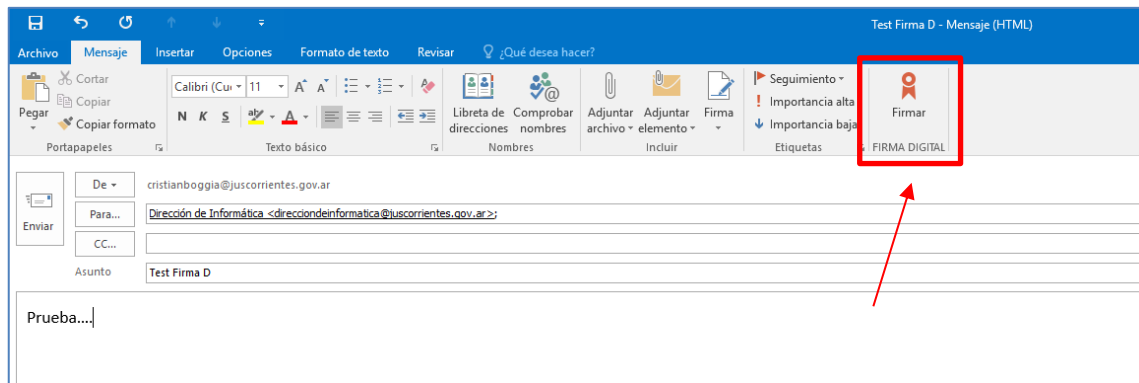 Test Firma D - Mensaje (HTML)
Archivo Mensaje Insertar Opciones Formato de texto Revisar ¿Qué desea hacer?
Pegar
Cortar
Copiar
Copiar formato
Portapapeles
Calibri (Cu 11
N K S
Texto básico
Libreta de direcciones
Comprobar nombres
Nombres
Adjuntar archivo
Adjuntar elemento
Firma
Incluir
Seguimiento
Importancia alta
Importancia baja
Etiquetas
Firmar
FIRMA DIGITAL
Enviar
De cristianboggia@juscorrientes.gov.ar
Para... Dirección de Informática <direcciondeinformatica@juscorrientes.gov.ar>;
CC...
Asunto Test Firma D
Prueba....